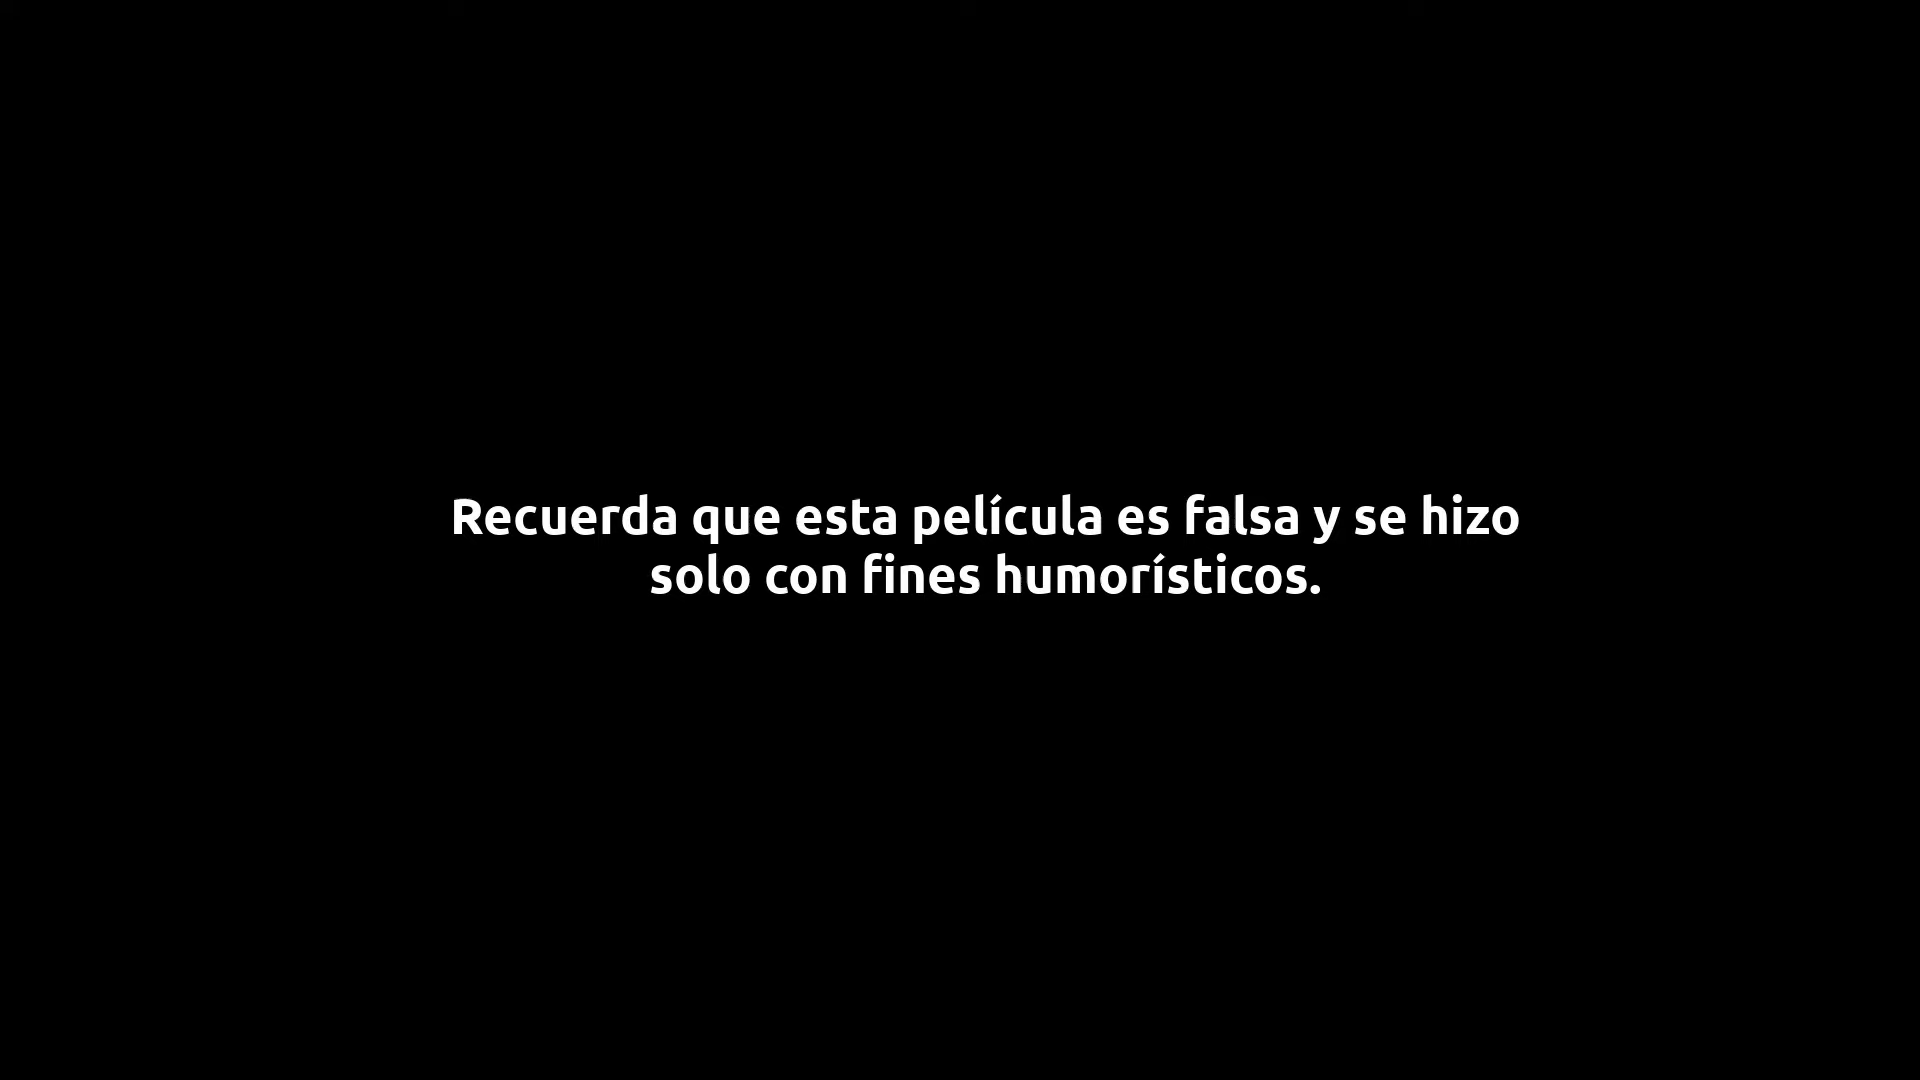 Recuerda que esta película es falsa y se hizo
solo con fines humorísticos.